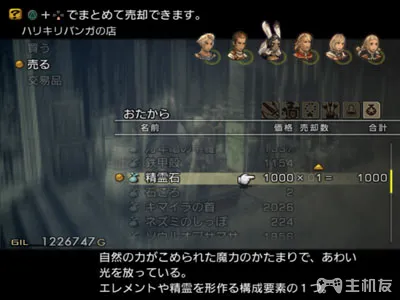 ?●+✥でまとめて売却できます。
ハリキリバンガの店
買う
売る
交易品
おたから
名前 価格 売却数 合計
鉄甲殻 1154
精霊石 1000×01= 1000
石ころ 2
キマイラの首 2026
ネズミのしっぽ 224
GIL 1226747G
自然の力がこめられた魔力のかたまりで、あわい
光を放っている。
エレメントや精霊を形作る構成要素の1つ
主机友